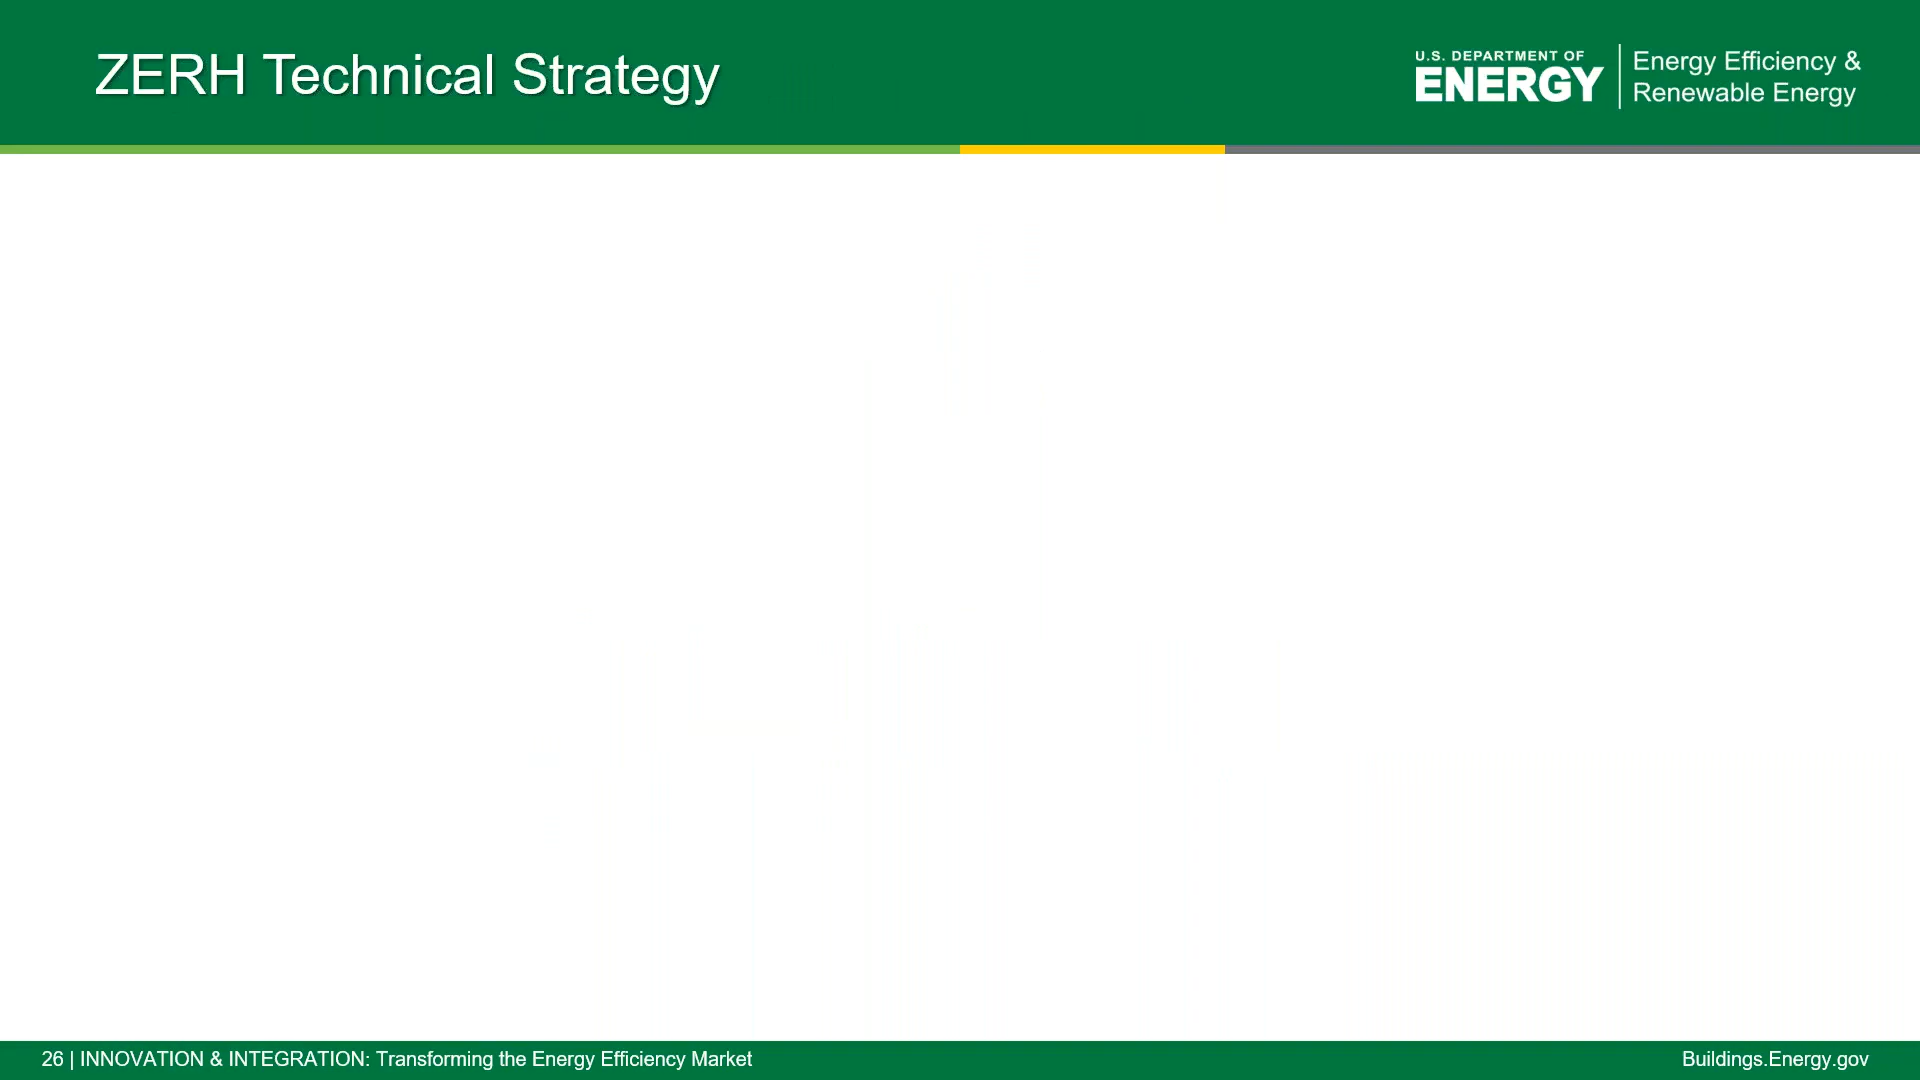 ZERH Technical Strategy
U.S. DEPARTMENT OF
ENERGY
Energy Efficiency &
Renewable Energy
26 | INNOVATION & INTEGRATION: Transforming the Energy Efficiency Market
Buildings.Energy.gov